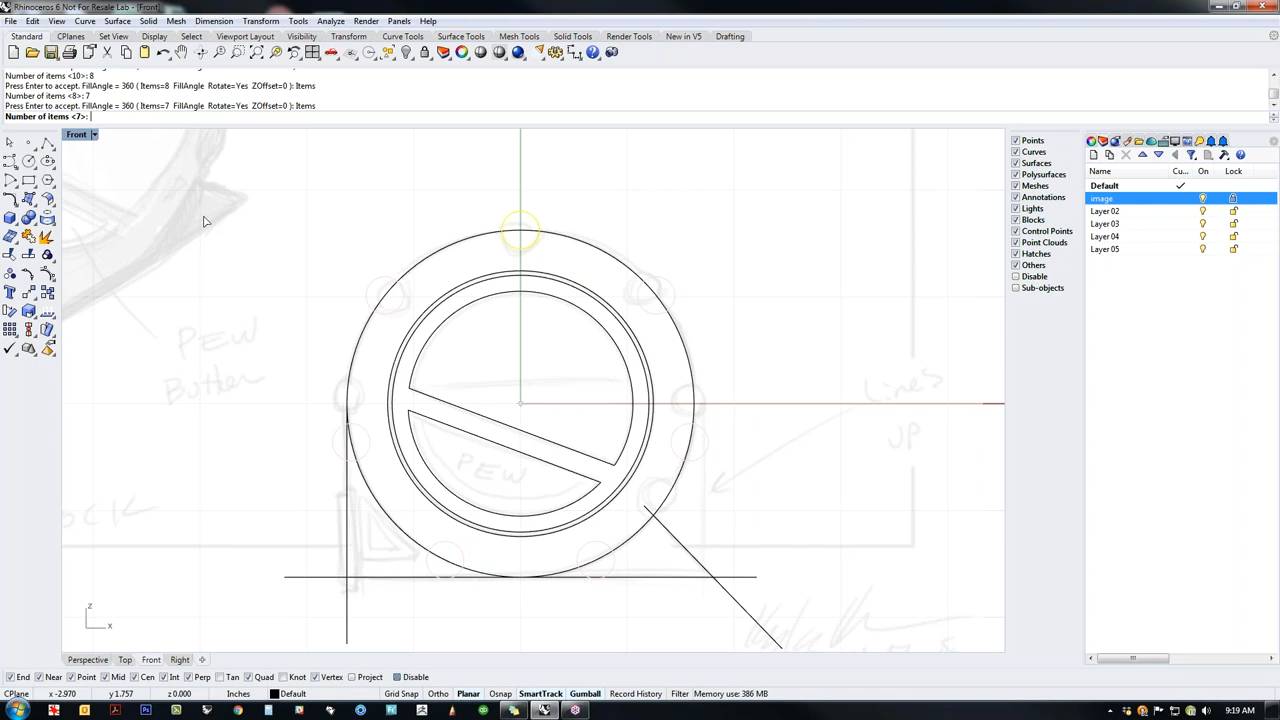 Rhinoceros 6 Not For Resale Lab - [Front]
File Edit View Curve Surface Solid Mesh Dimension Transform Tools Analyze Render Panels Help
Standard CPlanes Set View Display Select Viewport Layout Visibility Transform Curve Tools Surface Tools Mesh Tools Solid Tools Render Tools New in V5 Drafting
Number of items <10>: 8
Press Enter to accept. FillAngle = 360 ( Items=8 FillAngle Rotate=Yes ZOffset=0 ): Items
Number of items <8>: 7
Press Enter to accept. FillAngle = 360 ( Items=7 FillAngle Rotate=Yes ZOffset=0 ): Items
Number of items <7>:
Front
Points
Curves
Surfaces
Polysurfaces
Meshes
Annotations
Lights
Blocks
Control Points
Point Clouds
Hatches
Others
Disable
Sub-objects
Name Cu... On Lock
Default
image
Layer 02
Layer 03
Layer 04
Layer 05
PEW
Button
Lines
UP
PEW
OCK
z
x
Perspective Top Front Right
End Near Point Mid Cen Int Perp Tan Quad Knot Vertex Project Disable
CPlane x -2.970 y 1.757 z 0.000 Inches Default Grid Snap Ortho Planar Osnap SmartTrack Gumball Record History Filter Memory use: 386 MB
9:19 AM